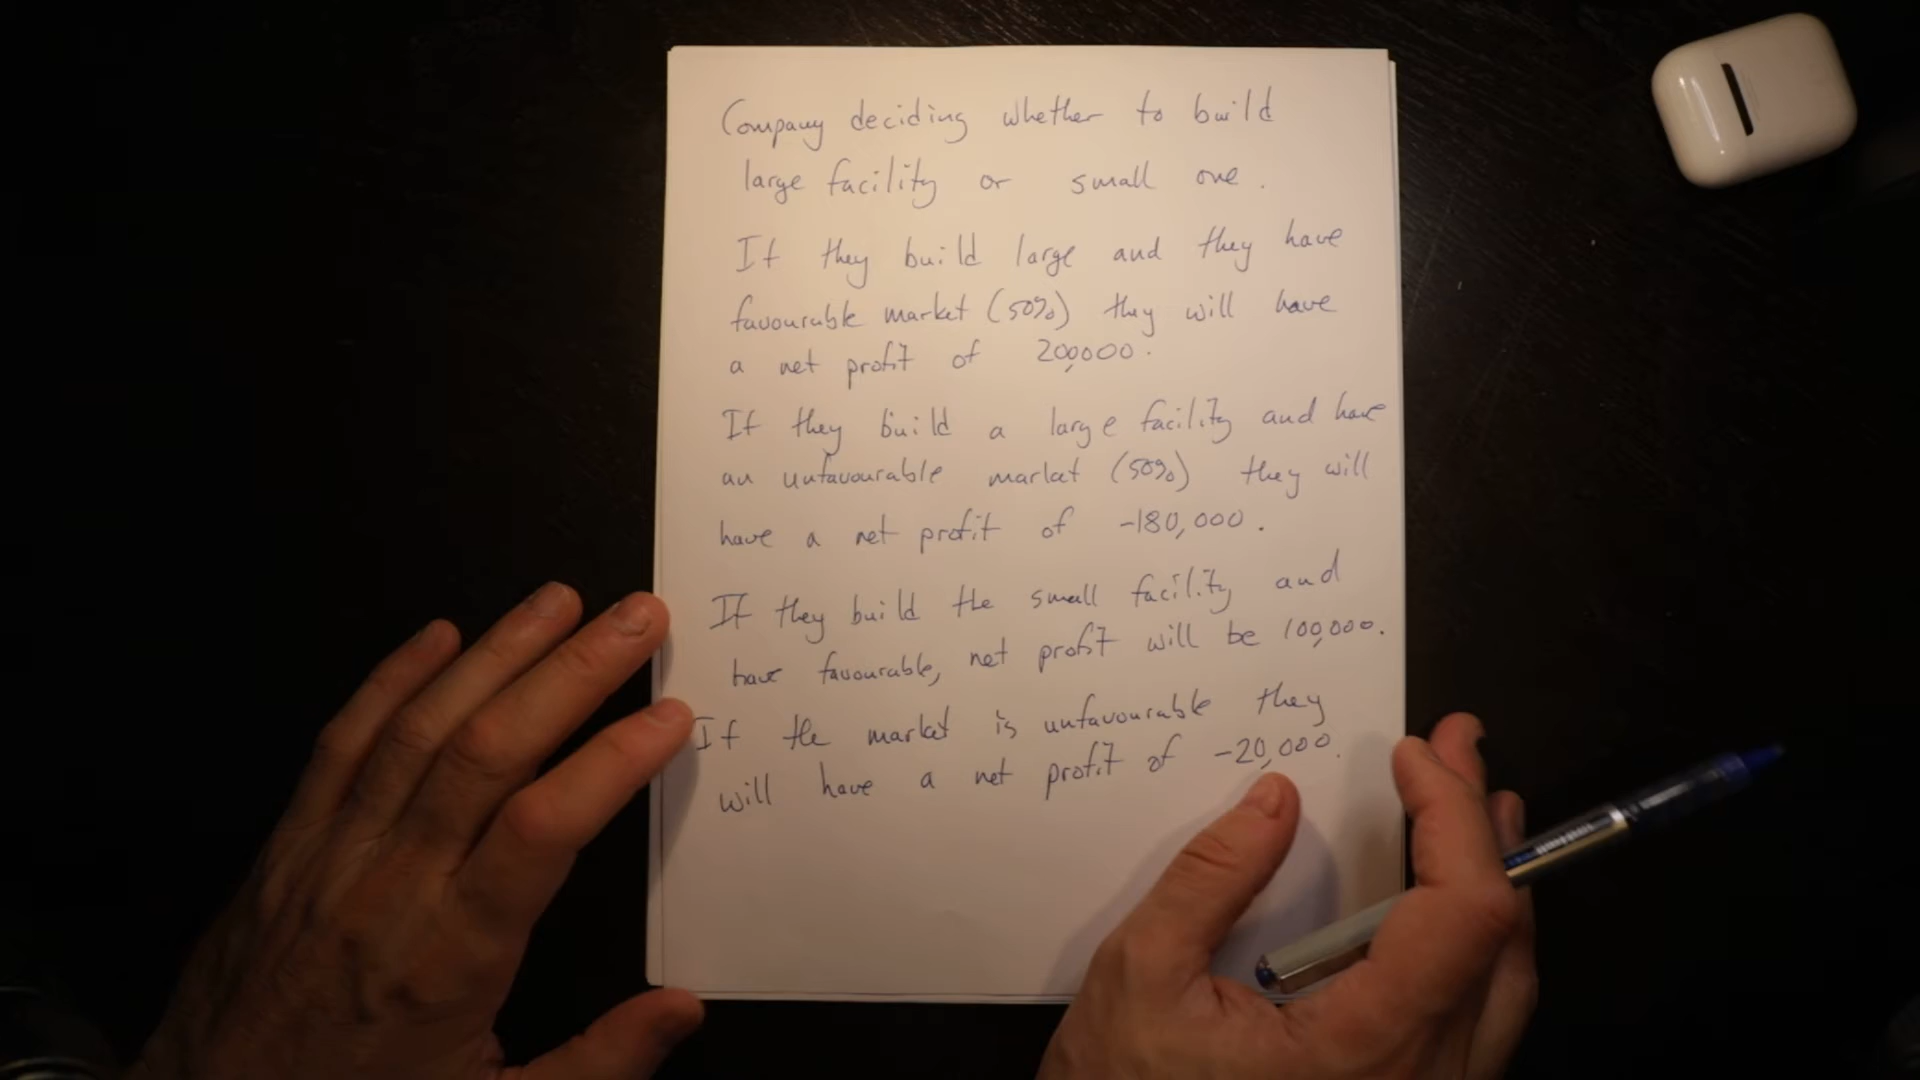 Company deciding whether to build
large facility or small one.
If they build large and they have
favourable market (50%) they will have
a net profit of 200,000.
If they build a large facility and have
an unfavourable market (50%) they will
have a net profit of -180,000.
If they build the small facility and
have favourable, net profit will be 100,000.
If the market is unfavourable they
will have a net profit of -20,000.